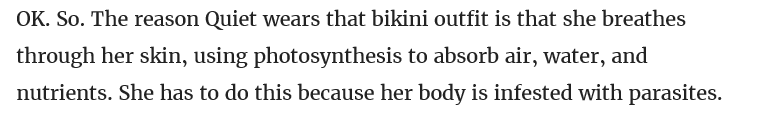 OK. So. The reason Quiet wears that bikini outfit is that she breathes
through her skin, using photosynthesis to absorb air, water, and
nutrients. She has to do this because her body is infested with parasites.